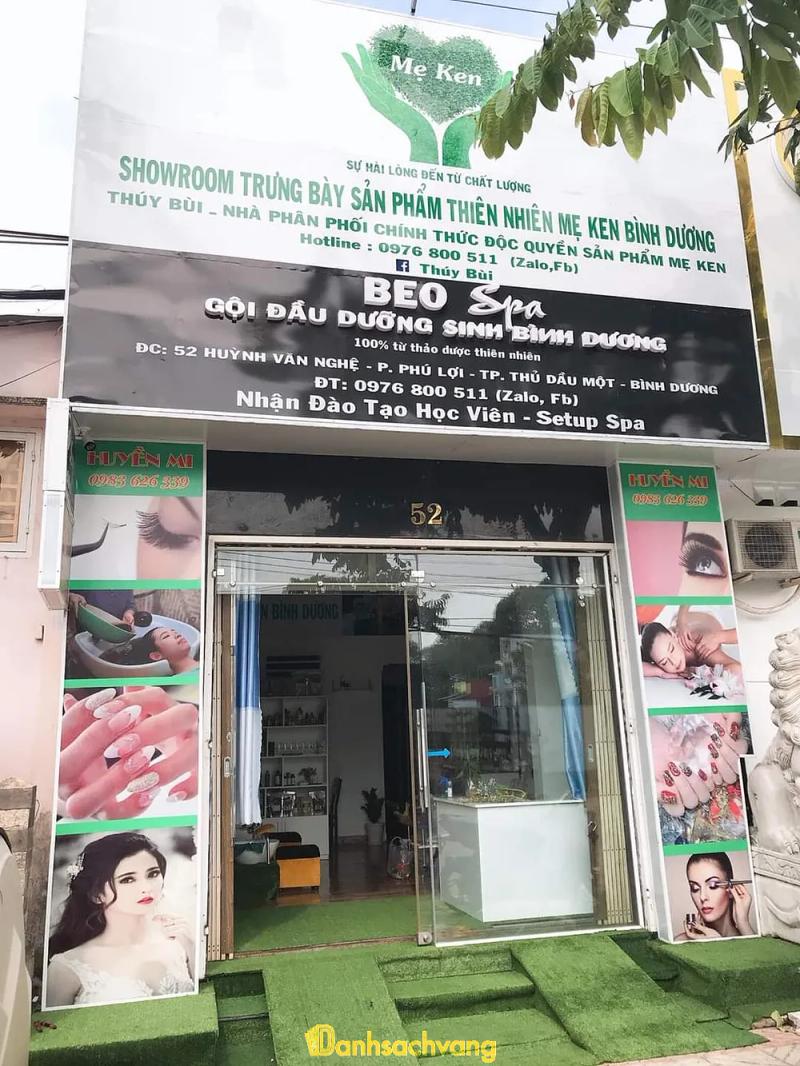 Mẹ Ken
SỰ HÀI LÒNG ĐẾN TỪ CHẤT LƯỢNG
SHOWROOM TRƯNG BÀY SẢN PHẨM THIÊN NHIÊN MẸ KEN BÌNH DƯƠNG
THÚY BÙI - NHÀ PHÂN PHỐI CHÍNH THỨC ĐỘC QUYỀN SẢN PHẨM MẸ KEN
Hotline : 0976 800 511 (Zalo,Fb)
Thúy Bùi
BEO Spa
GỘI ĐẦU DƯỠNG SINH BÌNH DƯƠNG
100% từ thảo dược thiên nhiên
ĐC: 52 HUỲNH VĂN NGHỆ - P. PHÚ LỢI - TP. THỦ DẦU MỘT - BÌNH DƯƠNG
ĐT: 0976 800 511 (Zalo, Fb)
Nhận Đào Tạo Học Viên - Setup Spa
HUYỀN MI
0983 626 339
HUYỀN MI
0983 626 339
52
BÌNH DƯƠNG
Danhsachvang